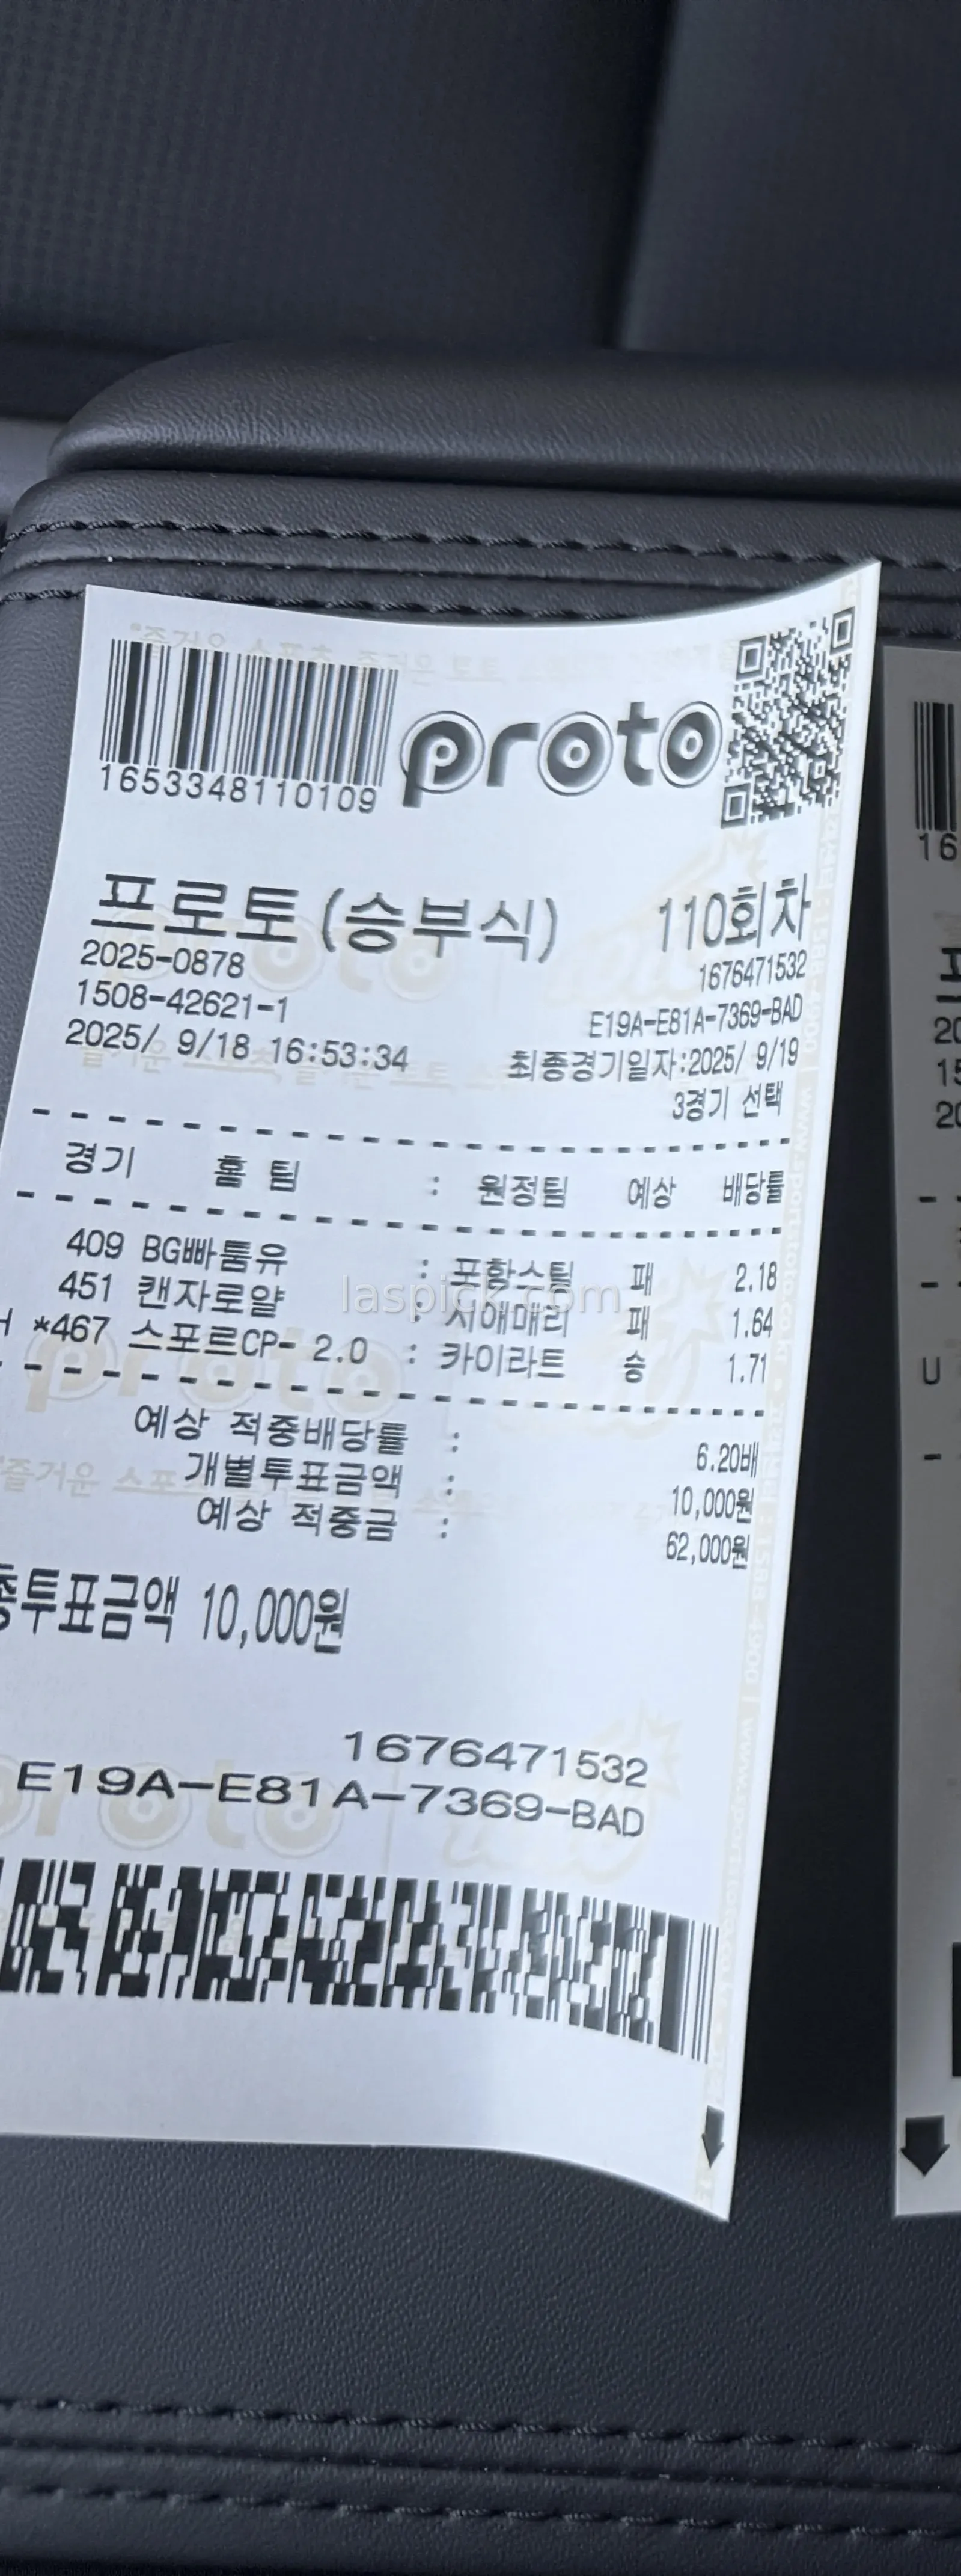 1653348110109
proto
프로토 (승부식) 110회차
2025-0878 1676471532
1508-42621-1 E19A-E81A-7369-BAD
2025/ 9/18 16:53:34 최종경기일자:2025/ 9/19
3경기 선택
경기 홈 팀 : 원정팀 예상 배당률
409 BG빠툼유 : 포항스틸 패 2.18
451 캔자로얄 : 시애매리 패 1.64
*467 스포르CP- 2.0 : 카이라트 승 1.71
laspick.com
예상 적중배당률 : 6.20배
개별투표금액 : 10,000원
예상 적중금 : 62,000원
총투표금액 10,000원
1676471532
E19A-E81A-7369-BAD
16
20
15
20
U